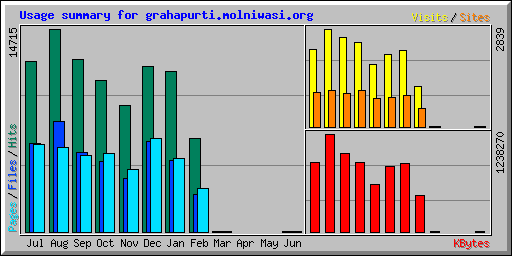 Usage summary for grahapurti.molniwasi.org
Visits / Sites
14715
2839
Pages / Files / Hits
1238270
Jul Aug Sep Oct Nov Dec Jan Feb Mar Apr May Jun
KBytes